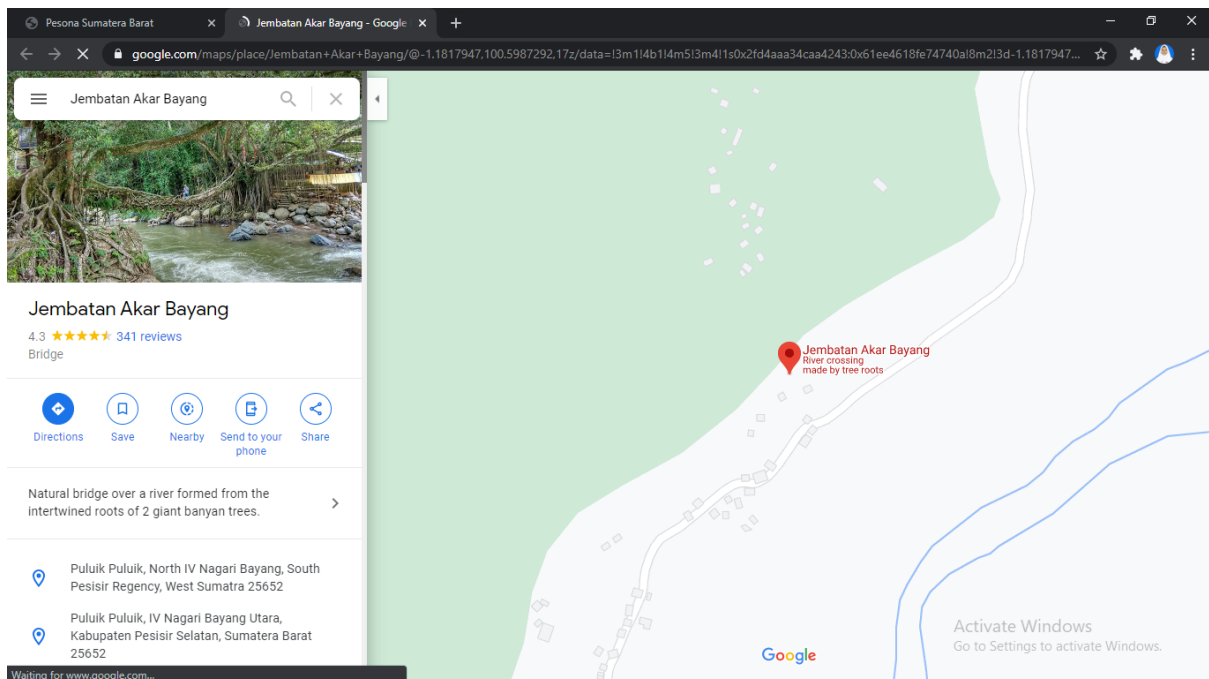 Pesona Sumatera Barat
Jembatan Akar Bayang - Google
google.com/maps/place/Jembatan+Akar+Bayang/@-1.1817947,100.5987292,17z/data=!3m1!4b1!4m5!3m4!1s0x2fd4aaa34caa4243:0x61ee4618fe74740a!8m2!3d-1.1817947...
Jembatan Akar Bayang
Jembatan Akar Bayang
4.3 341 reviews
Bridge
Directions
Save
Nearby
Send to your
phone
Share
Natural bridge over a river formed from the
intertwined roots of 2 giant banyan trees.
Puluik Puluik, North IV Nagari Bayang, South
Pesisir Regency, West Sumatra 25652
Puluik Puluik, IV Nagari Bayang Utara,
Kabupaten Pesisir Selatan, Sumatera Barat
25652
Waiting for www.google.com...
Jembatan Akar Bayang
River crossing
made by tree roots
Google
Activate Windows
Go to Settings to activate Windows.